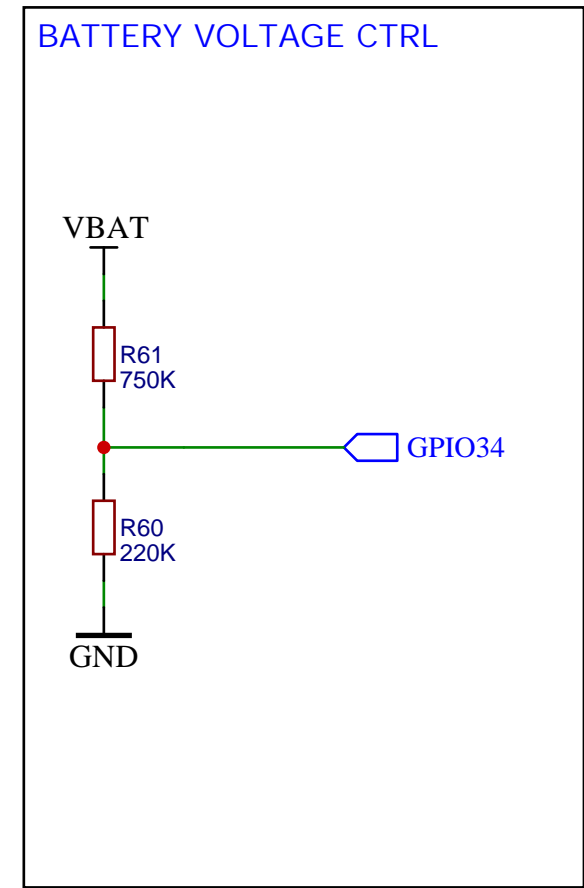 BATTERY VOLTAGE CTRL
VBAT
R61
750K
GPIO34
R60
220K
GND